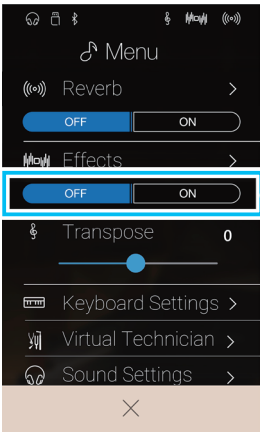 Menu
Reverb
OFF ON
Effects
OFF ON
Transpose 0
Keyboard Settings
Virtual Technician
Sound Settings